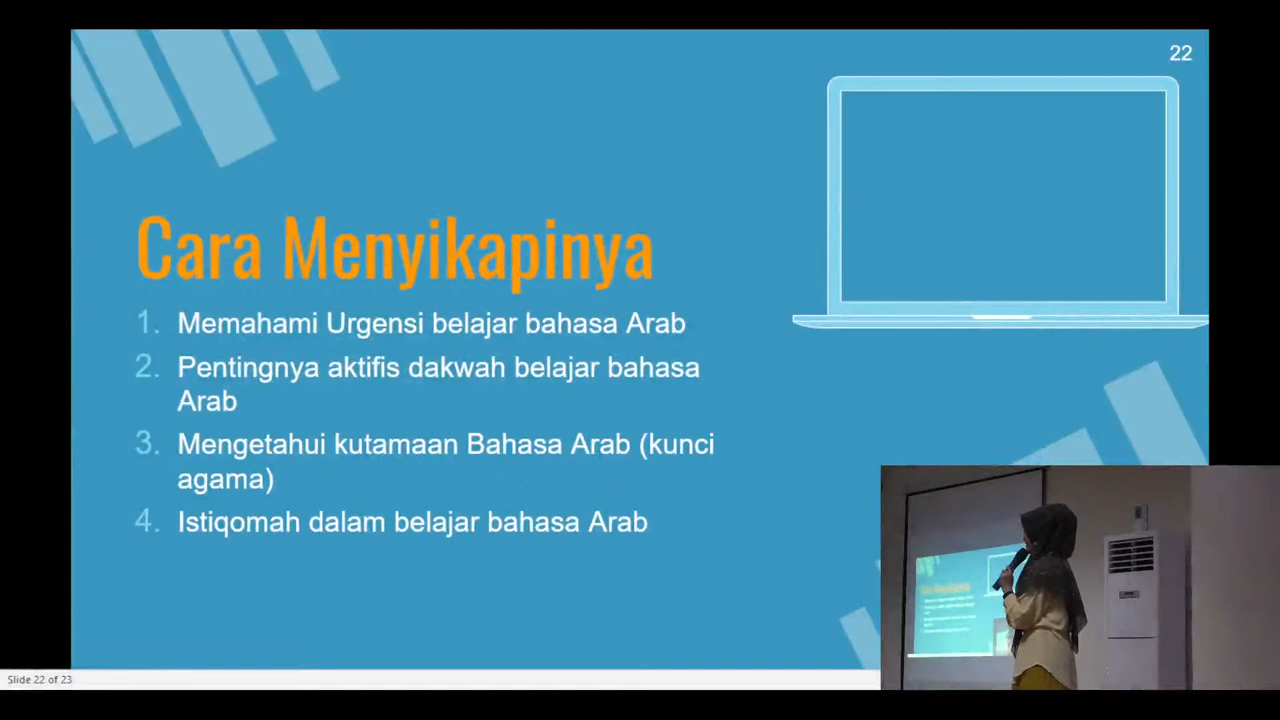 22
Cara Menyikapinya
1. Memahami Urgensi belajar bahasa Arab
2. Pentingnya aktifis dakwah belajar bahasa
Arab
3. Mengetahui kutamaan Bahasa Arab (kunci
agama)
4. Istiqomah dalam belajar bahasa Arab
Slide 22 of 23